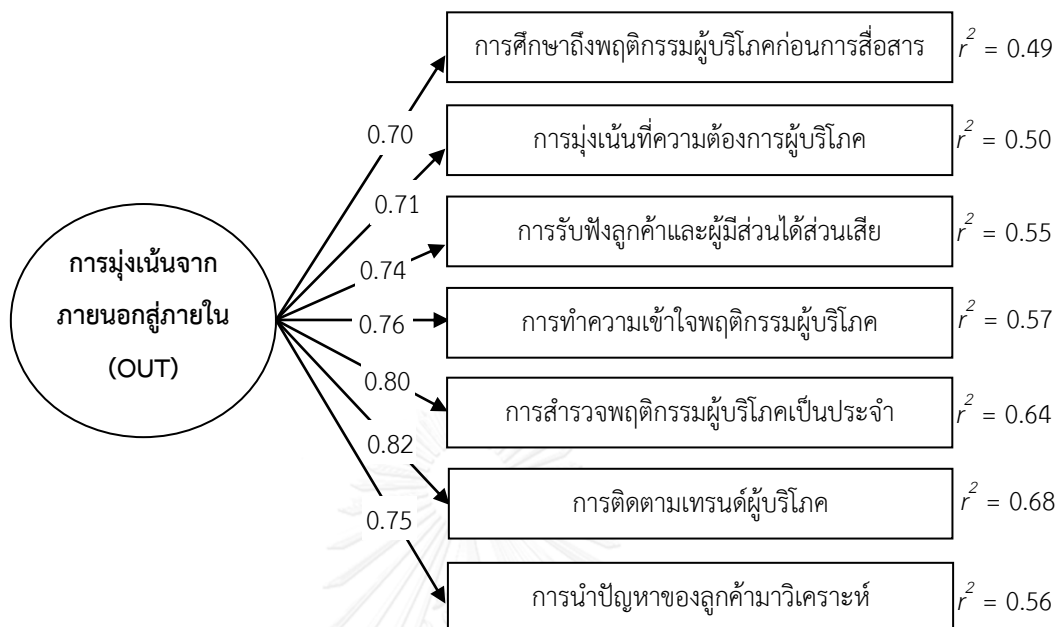 การศึกษาถึงพฤติกรรมผู้บริโภคก่อนการสื่อสาร r² = 0.49
0.70
การมุ่งเน้นที่ความต้องการผู้บริโภค r² = 0.50
0.71
การรับฟังลูกค้าและผู้มีส่วนได้ส่วนเสีย r² = 0.55
0.74
การมุ่งเน้นจาก
ภายนอกสู่ภายใน
(OUT)
0.76
การทำความเข้าใจพฤติกรรมผู้บริโภค r² = 0.57
0.80
การสำรวจพฤติกรรมผู้บริโภคเป็นประจำ r² = 0.64
0.82
การติดตามเทรนด์ผู้บริโภค r² = 0.68
0.75
การนำปัญหาของลูกค้ามาวิเคราะห์ r² = 0.56